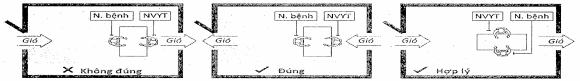 N. bệnh NVYT N. bệnh NVYT NVYT N. bệnh
Gió Gió Gió Gió Gió Gió
Không đúng Đúng Hợp lý